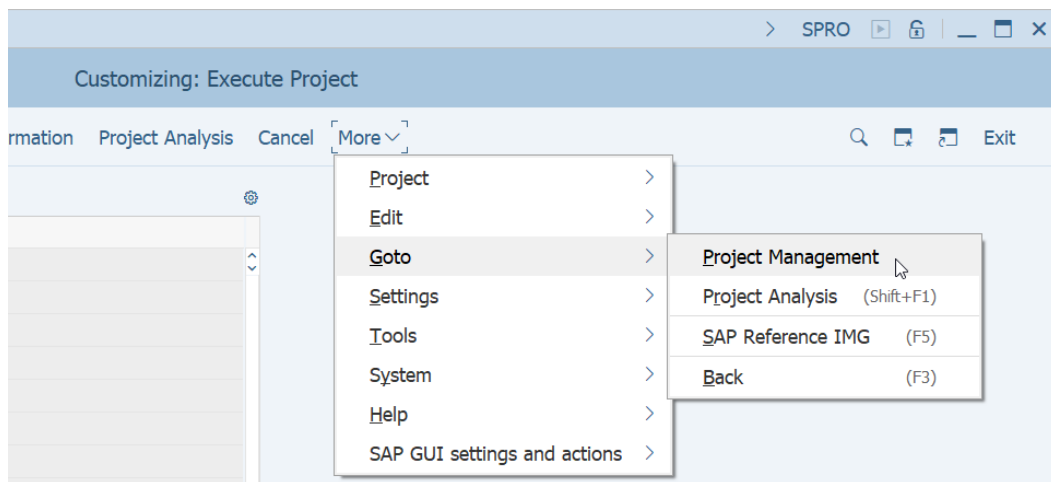 SPRO
Customizing: Execute Project
rmation Project Analysis Cancel More Exit
Project
Edit
Goto
Settings
Tools
System
Help
SAP GUI settings and actions
Project Management
Project Analysis (Shift+F1)
SAP Reference IMG (F5)
Back (F3)